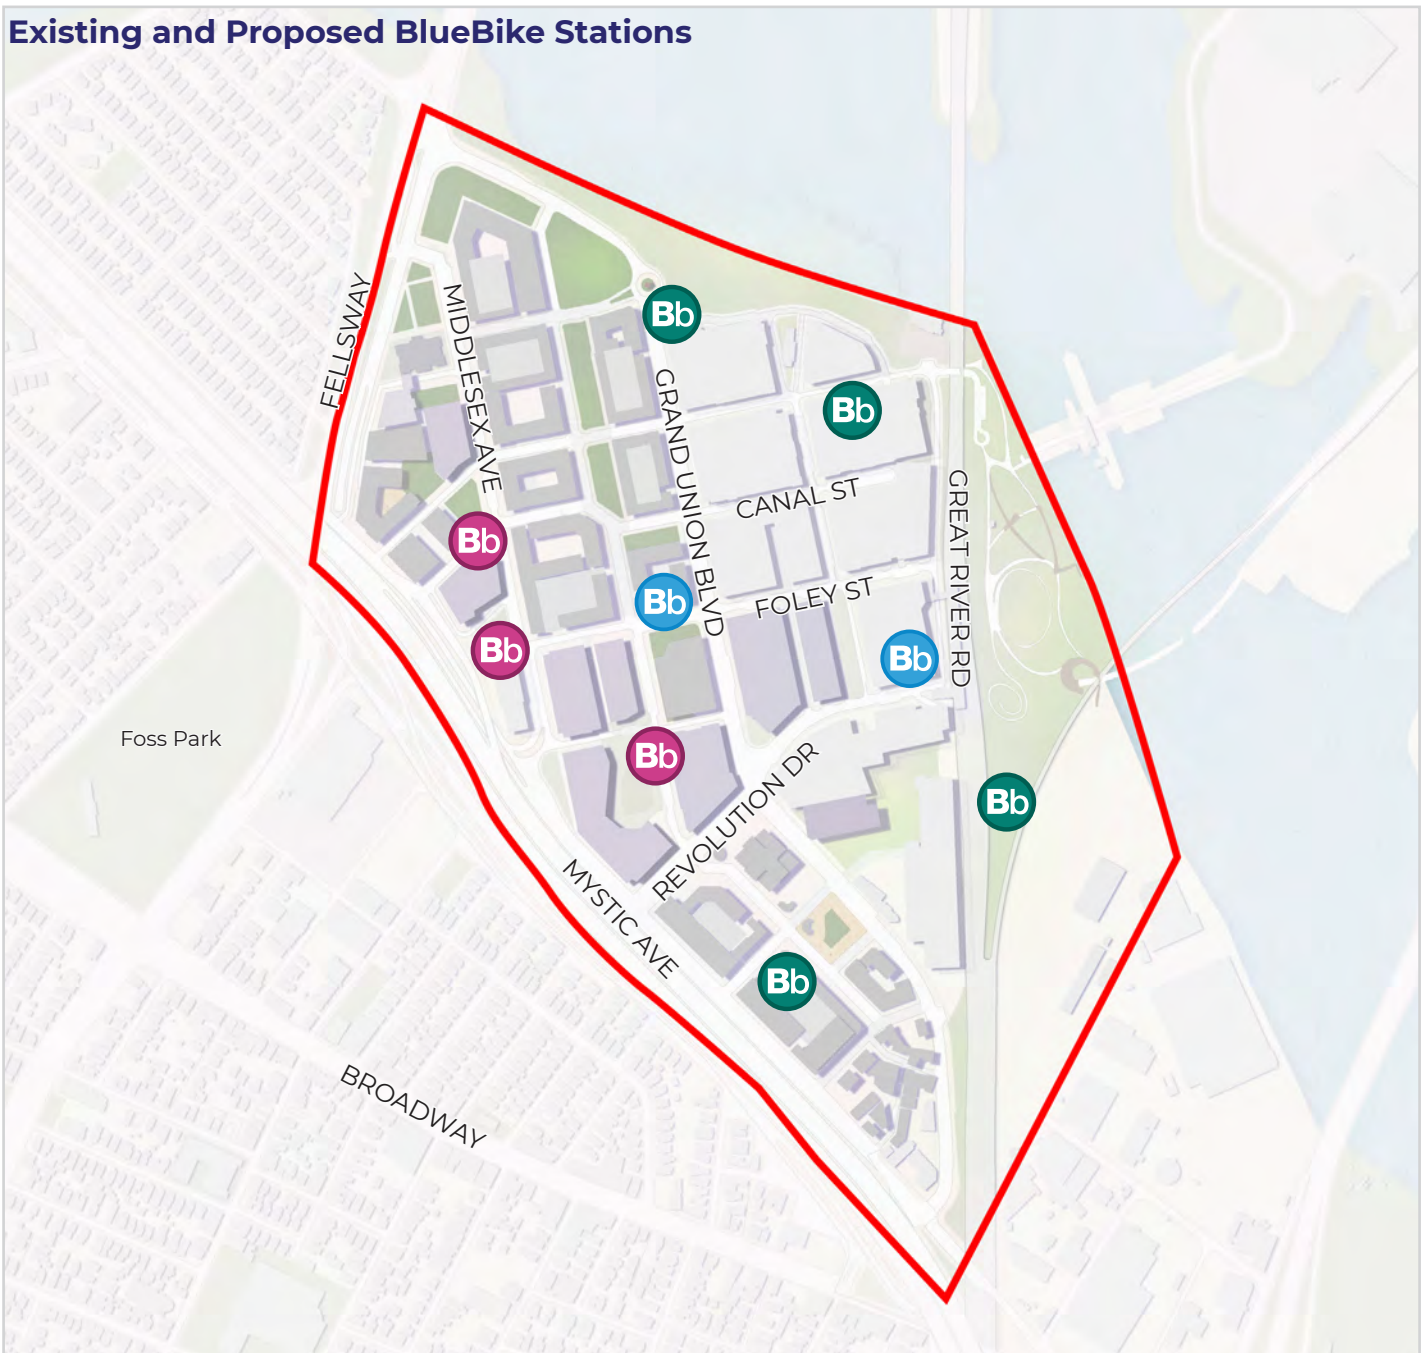 Existing and Proposed BlueBike Stations
FELLSWAY
MIDDLESEX AVE
Bb
GRAND UNION BLVD
Bb
CANAL ST
GREAT RIVER RD
Bb
Bb
FOLEY ST
Bb
Bb
Foss Park
Bb
REVOLUTION DR
Bb
MYSTIC AVE
Bb
BROADWAY